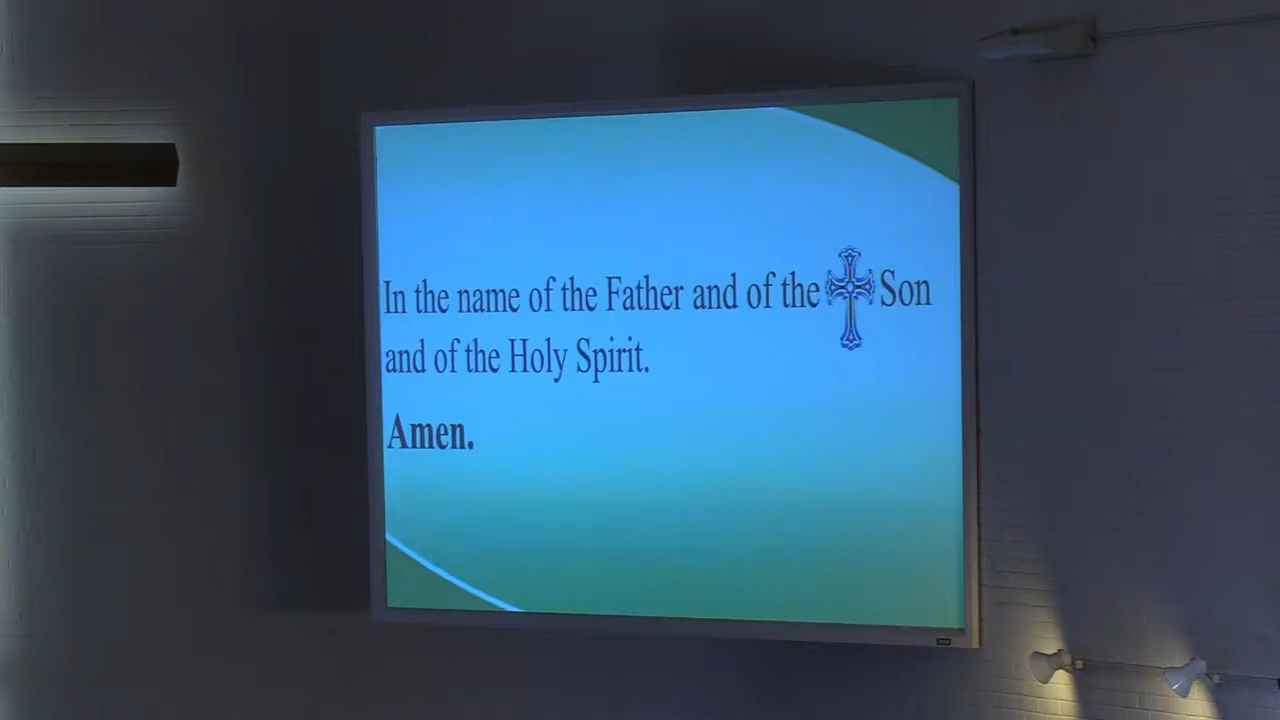 In the name of the Father and of the Son
and of the Holy Spirit.
Amen.